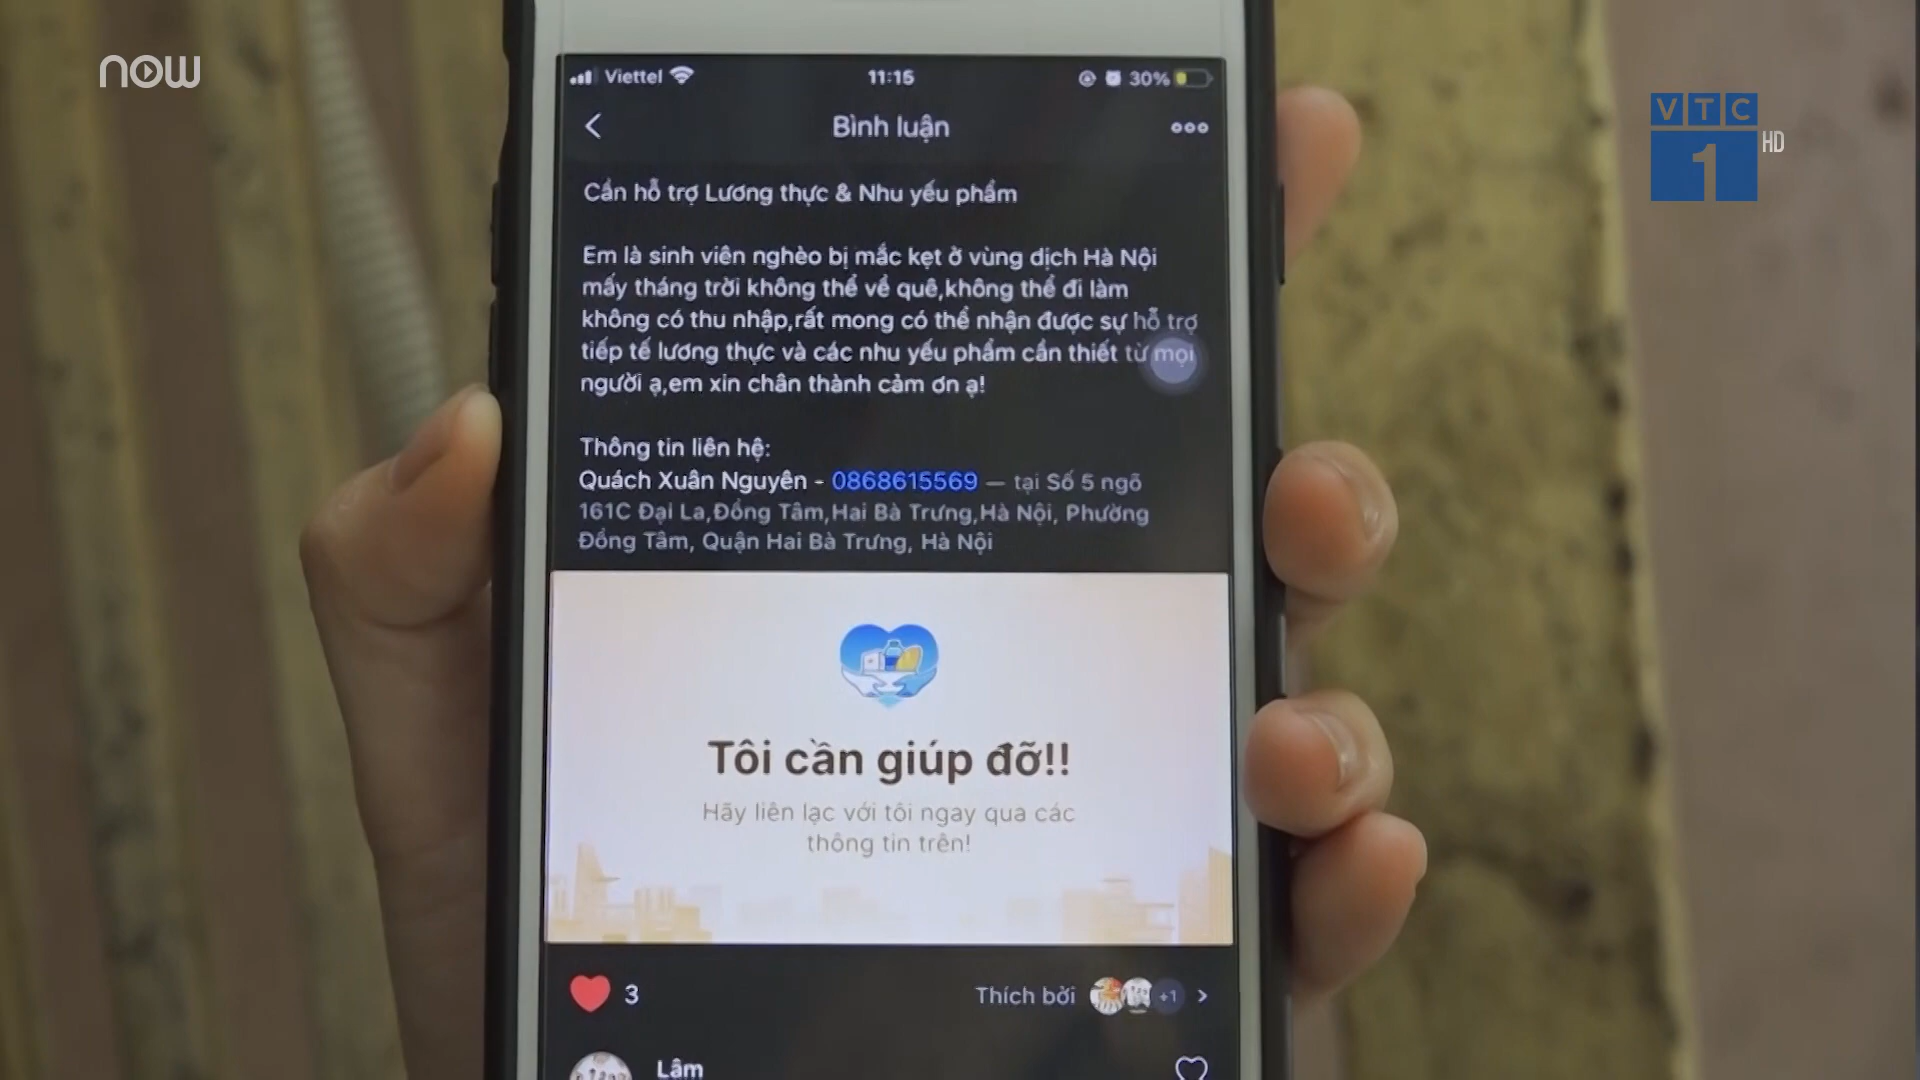 now
VTC
1 HD
Viettel 11:15 30%
Bình luận
Cần hỗ trợ Lương thực & Nhu yếu phẩm
Em là sinh viên nghèo bị mắc kẹt ở vùng dịch Hà Nội
mấy tháng trời không thể về quê,không thể đi làm
không có thu nhập,rất mong có thể nhận được sự hỗ trợ
tiếp tế lương thực và các nhu yếu phẩm cần thiết từ mọi
người ạ,em xin chân thành cảm ơn ạ!
Thông tin liên hệ:
Quách Xuân Nguyên - 0868615569 — tại Số 5 ngõ
161C Đại La,Đồng Tâm,Hai Bà Trưng,Hà Nội, Phường
Đồng Tâm, Quận Hai Bà Trưng, Hà Nội
Tôi cần giúp đỡ!!
Hãy liên lạc với tôi ngay qua các
thông tin trên!
3 Thích bởi +1
Lâm